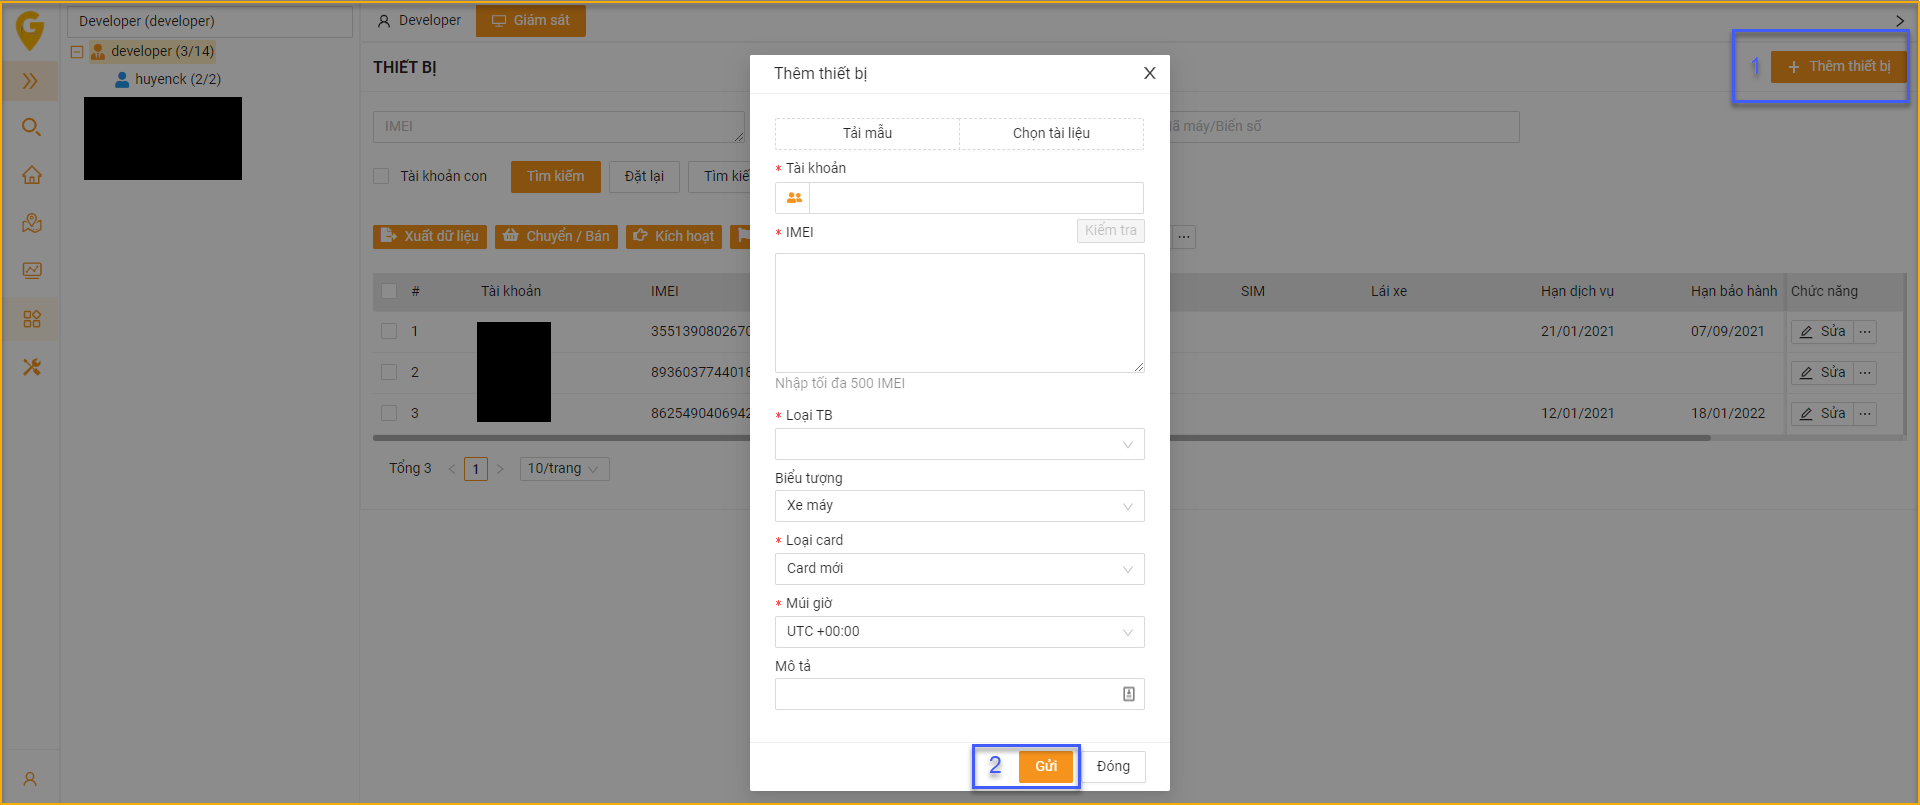 Developer (developer)
developer (3/14)
huyenck (2/2)
Developer
Giám sát
THIẾT BỊ
1
Thêm thiết bị
IMEI
ã máy/Biển số
Tài khoản con
Tìm kiếm
Đặt lại
Tìm kiế
Xuất dữ liệu
Chuyển / Bán
Kích hoạt
#
Tài khoản
IMEI
SIM
Lái xe
Hạn dịch vụ
Hạn bảo hành
Chức năng
1
355139080267
21/01/2021
07/09/2021
Sửa
2
8936037744018
Sửa
3
862549040694
12/01/2021
18/01/2022
Sửa
Tổng 3
1
10/trang
Thêm thiết bị
Tải mẫu
Chọn tài liệu
* Tài khoản
* IMEI
Kiểm tra
Nhập tối đa 500 IMEI
* Loại TB
Biểu tượng
Xe máy
* Loại card
Card mới
* Múi giờ
UTC +00:00
Mô tả
2
Gửi
Đóng